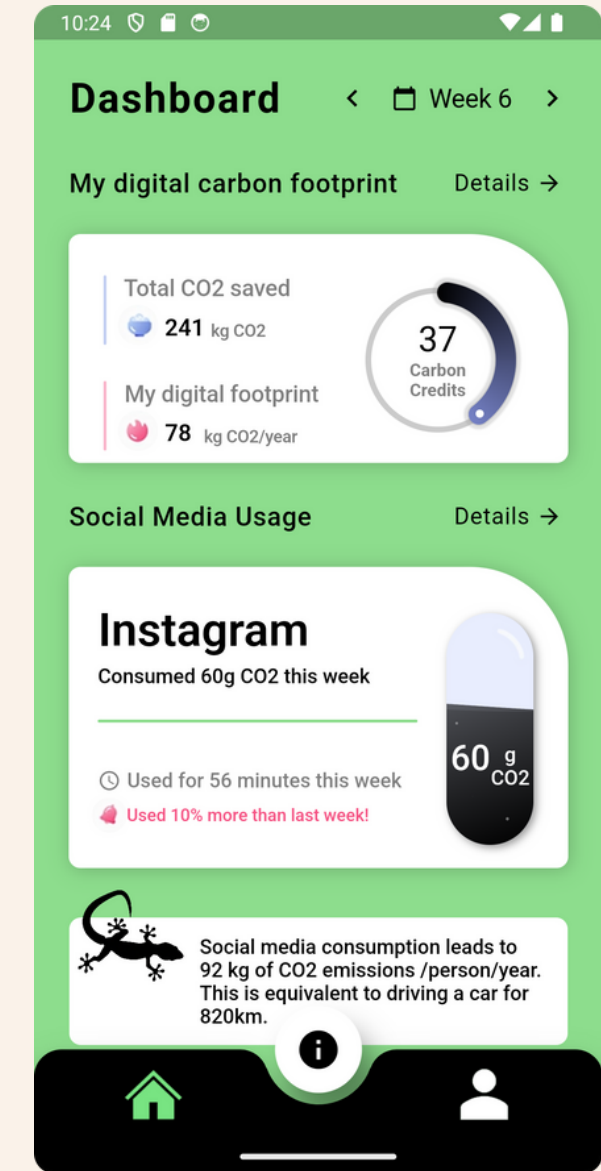 10:24
Dashboard
Week 6
My digital carbon footprint
Details →
Total CO2 saved
241 kg CO2
My digital footprint
78 kg CO2/year
37
Carbon
Credits
Social Media Usage
Details →
Instagram
Consumed 60g CO2 this week
Used for 56 minutes this week
Used 10% more than last week!
60 g
CO2
Social media consumption leads to
92 kg of CO2 emissions /person/year.
This is equivalent to driving a car for
820km.